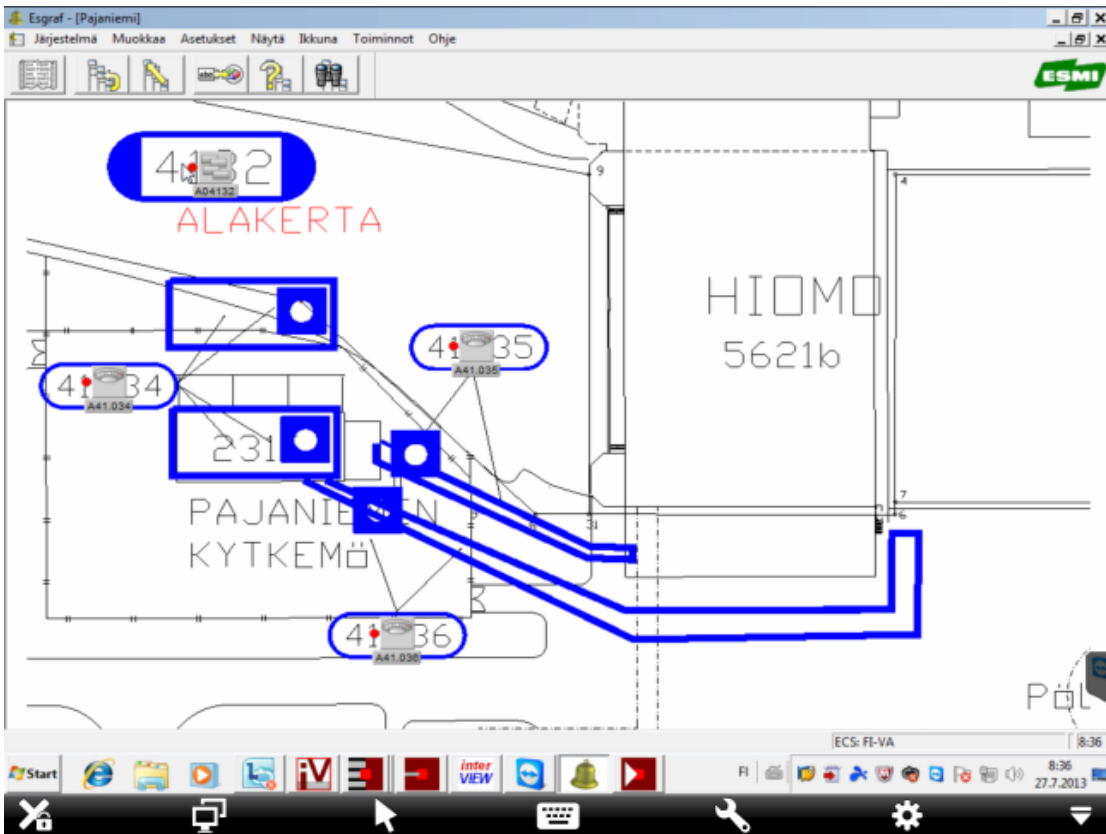 Esgraf - [Pajaniemi]
Järjestelmä Muokkaa Asetukset Näytä Ikkuna Toiminnot Ohje
abc
ESMI
A04132
ALAKERTA
9
4
HIOMO
5621b
A41.035
A41.034
231
PAJANIEMEN
KYTKEMÖ
31
7
6
A41.036
ECS: FI-VA
8:36
Start
inter
VIEW
FI
8:36
27.7.2013